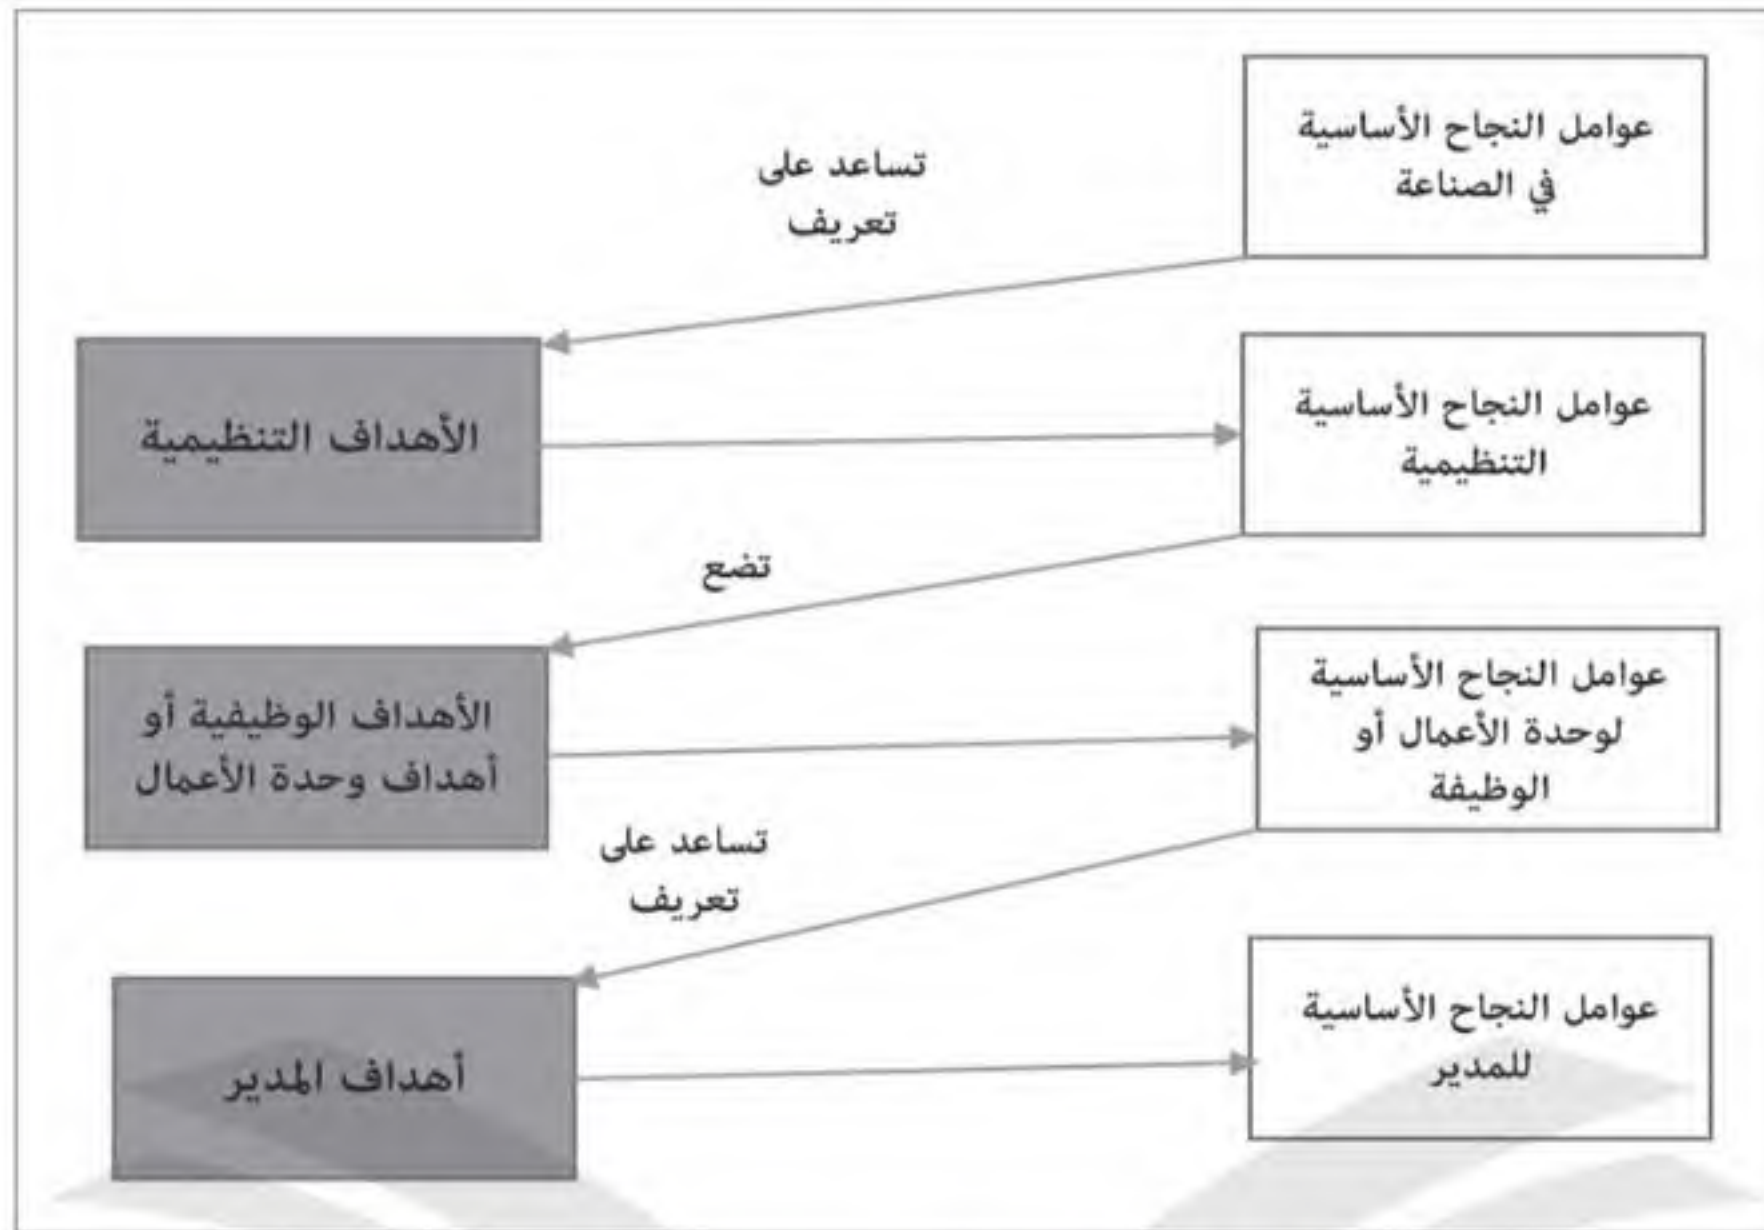 عوامل النجاح الأساسية
في الصناعة
تساعد على
تعريف
الأهداف التنظيمية
عوامل النجاح الأساسية
التنظيمية
تضع
الأهداف الوظيفية أو
أهداف وحدة الأعمال
عوامل النجاح الأساسية
لوحدة الأعمال أو
الوظيفة
تساعد على
تعريف
أهداف المدير
عوامل النجاح الأساسية
للمدير